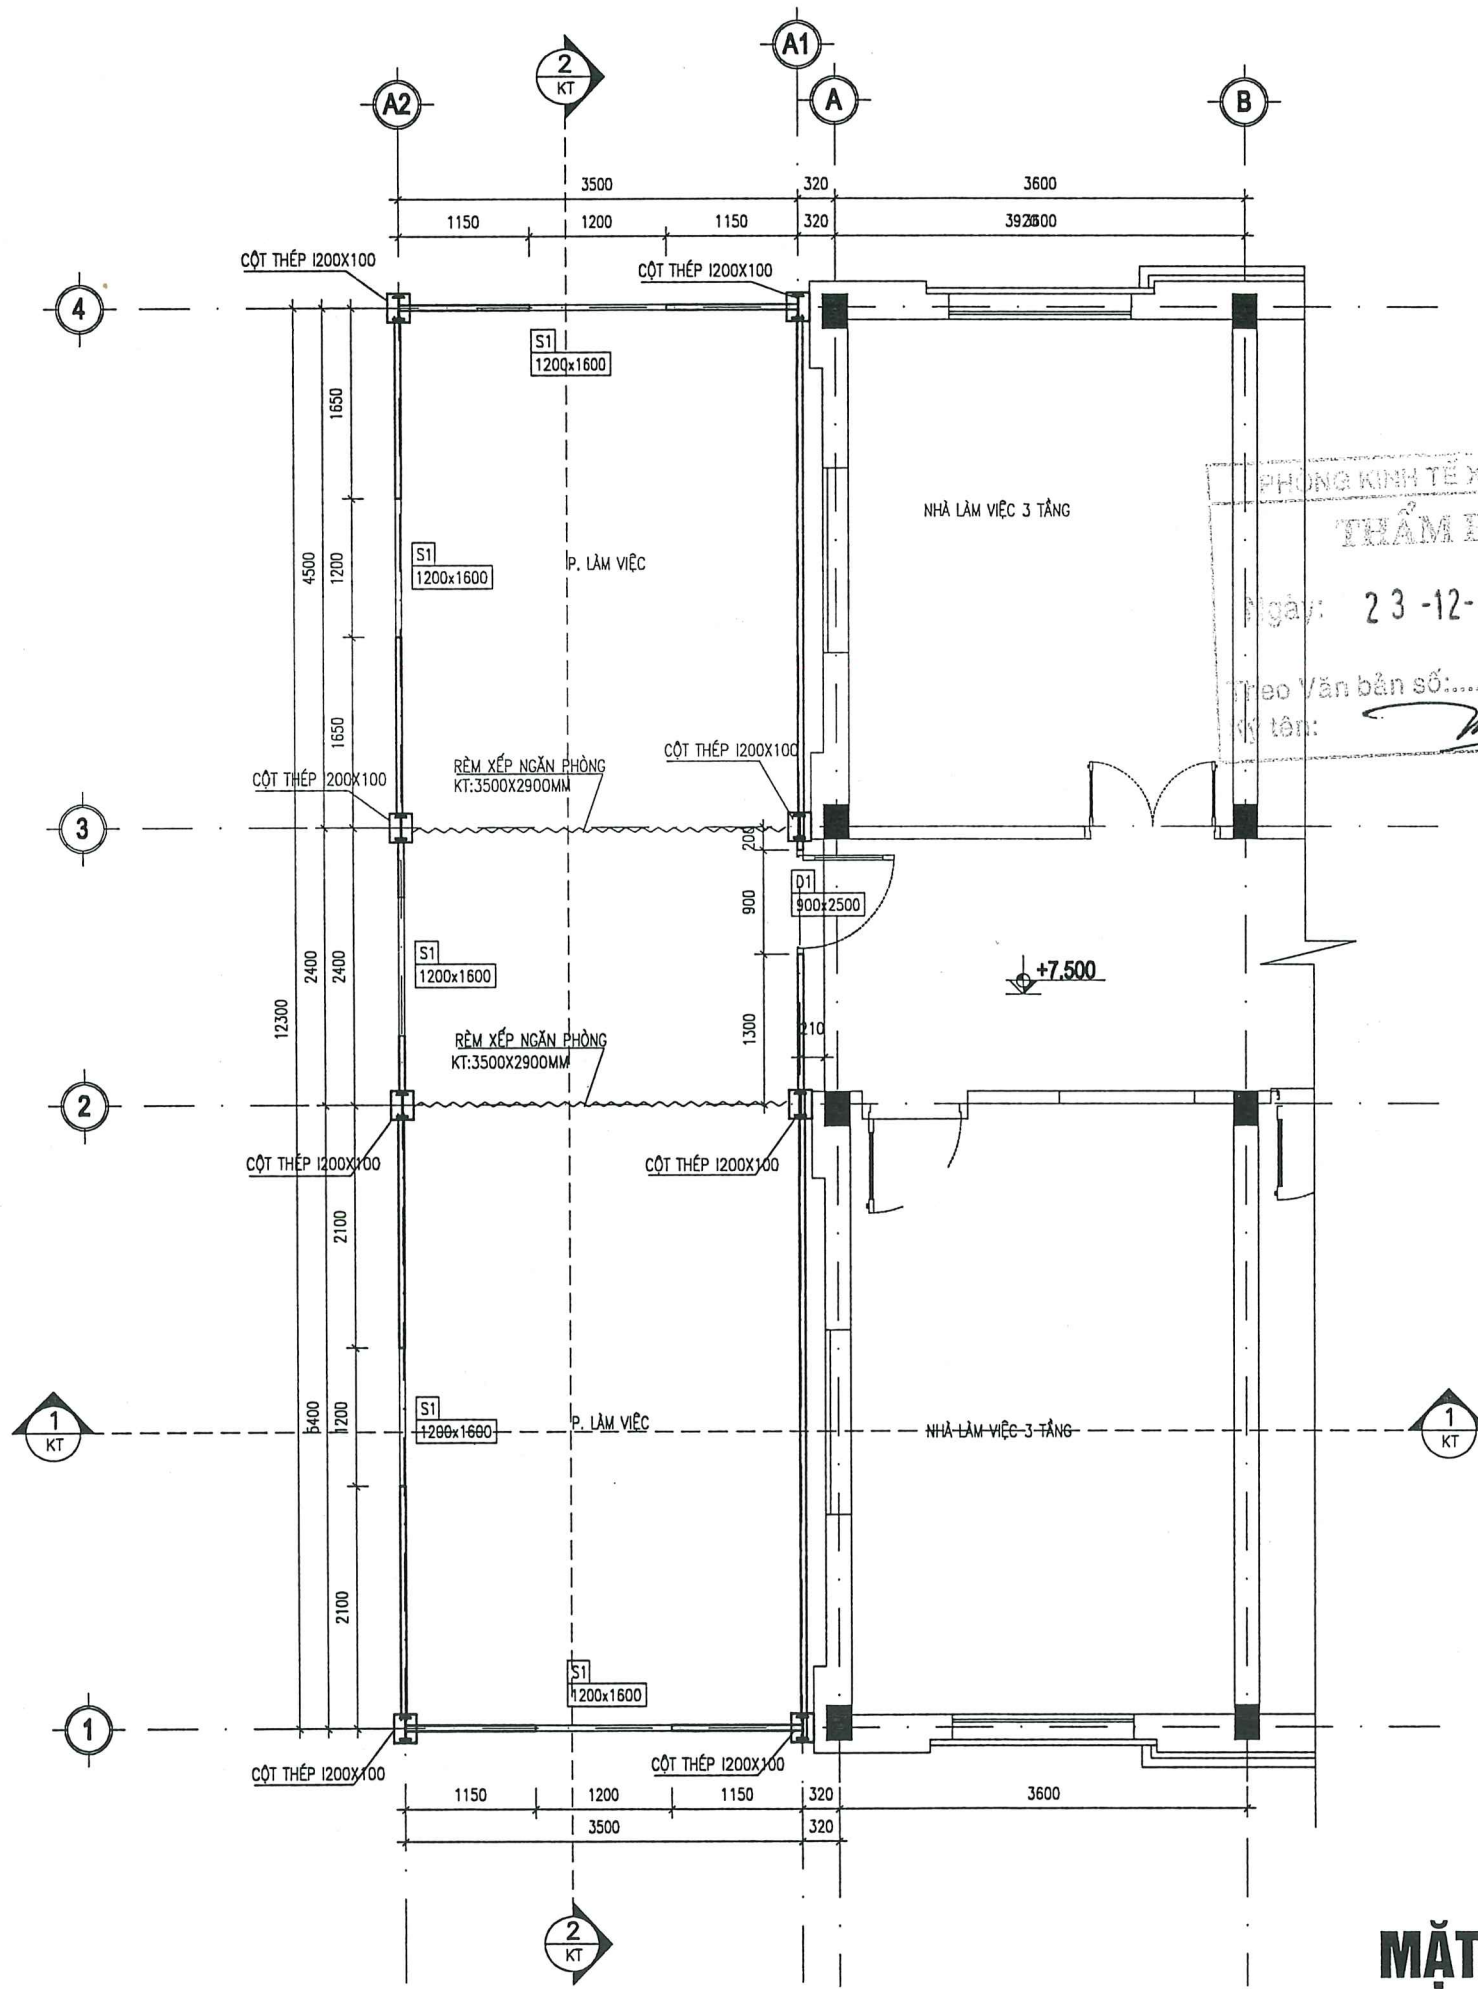 A1
2
KT
A2
A
B
3500
320
3600
1150
1200
1150
320
3600
CỘT THÉP I200X100
CỘT THÉP I200X100
4
S1
1200x1600
1650
PHÒNG KINH TẾ
NHÀ LÀM VIỆC 3 TẦNG
THẨM
4500
1200
S1
1200x1600
P. LÀM VIỆC
Ngày: 23-12-
Theo Văn bản số:....
Ký tên:
1650
RÈM XẾP NGĂN PHÒNG
KT:3500X2900MM
CỘT THÉP I200X100
CỘT THÉP I200X100
3
200
D1
900x2500
900
S1
1200x1600
2400
2400
+7.500
12300
1300
210
RÈM XẾP NGĂN PHÒNG
KT:3500X2900MM
2
CỘT THÉP I200X100
CỘT THÉP I200X100
2100
1
KT
5400
1200
S1
1200x1600
P. LÀM VIỆC
NHÀ LÀM VIỆC 3 TẦNG
1
KT
2100
S1
1200x1600
1
CỘT THÉP I200X100
CỘT THÉP I200X100
1150
1200
1150
320
3600
3500
320
2
KT
MẶT